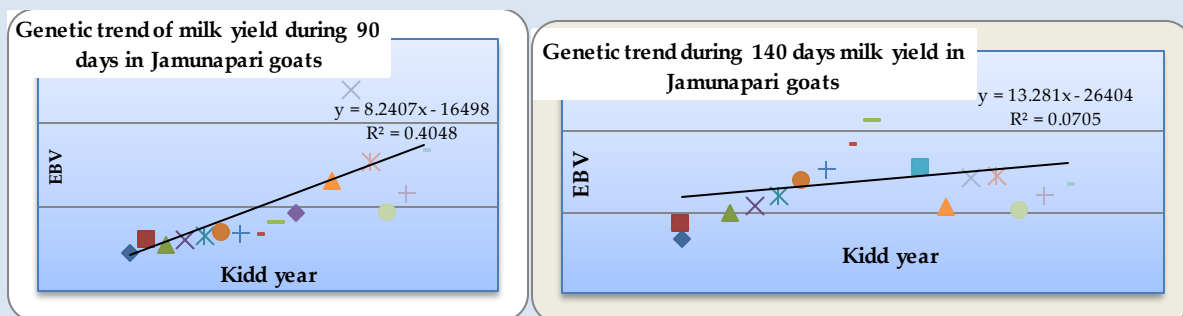 Genetic trend of milk yield during 90
days in Jamunapari goats
y = 8.2407x - 16498
R² = 0.4048
EBV
Kidd year
Genetic trend during 140 days milk yield in
Jamunapari goats
y = 13.281x - 26404
R² = 0.0705
EBV
Kidd year